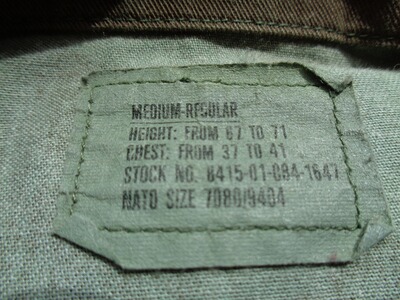 MEDIUM-REGULAR
HEIGHT: FROM 67 TO 71
CHEST: FROM 37 TO 41
STOCK NO. 8415-01-084-1647
NATO SIZE 7080/9404